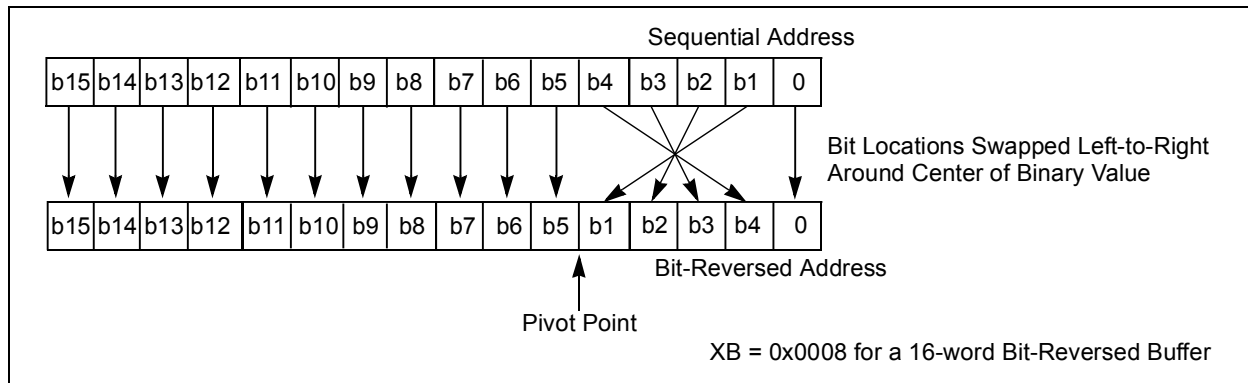 Sequential Address
b15 b14 b13 b12 b11 b10 b9 b8 b7 b6 b5 b4 b3 b2 b1 0
Bit Locations Swapped Left-to-Right
Around Center of Binary Value
b15 b14 b13 b12 b11 b10 b9 b8 b7 b6 b5 b1 b2 b3 b4 0
Bit-Reversed Address
Pivot Point
XB = 0x0008 for a 16-word Bit-Reversed Buffer